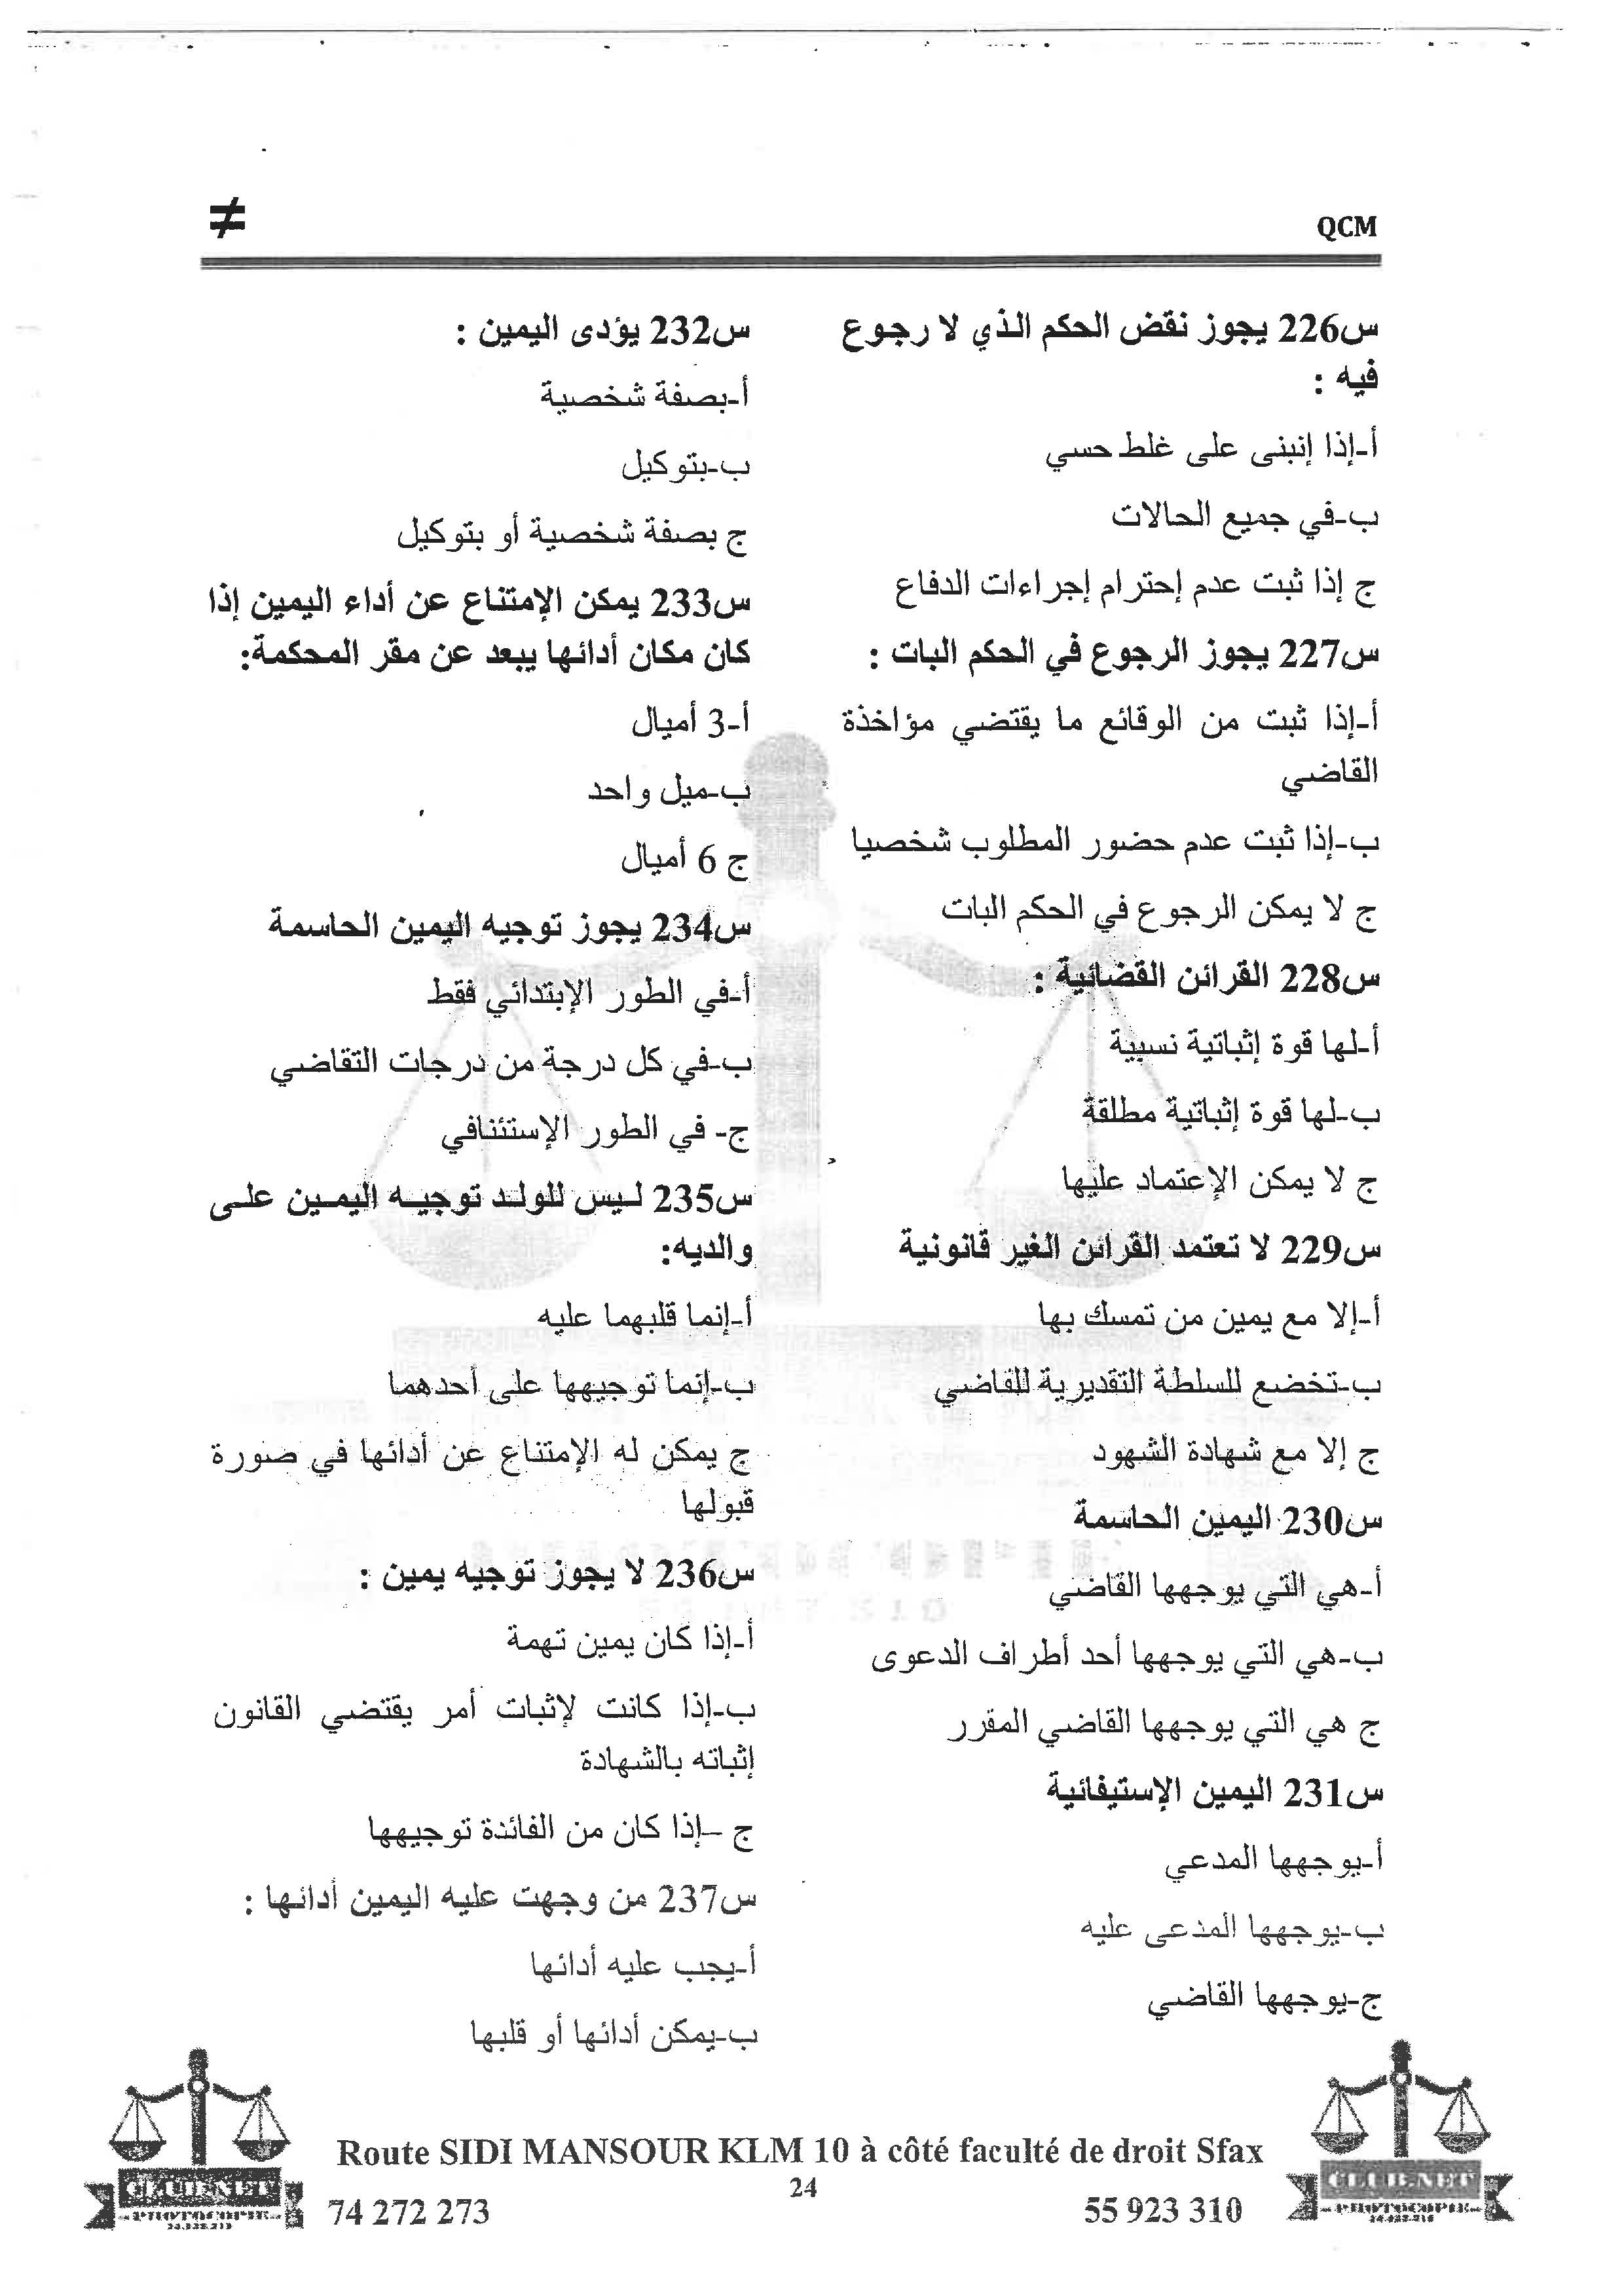 ≠
QCM
س226 يجوز نقض الحكم الذي لا رجوع
فيه :
أ-إذا إنبنى على غلط حسي
ب-في جميع الحالات
ج إذا ثبت عدم إحترام إجراءات الدفاع
س227 يجوز الرجوع في الحكم البات :
أ-إذا ثبت من الوقائع ما يقتضي مؤاخذة
القاضي
ب-إذا ثبت عدم حضور المطلوب شخصيا
ج لا يمكن الرجوع في الحكم البات
س228 القرائن القضائية :
أ-لها قوة إثباتية نسبية
ب-لها قوة إثباتية مطلقة
ج لا يمكن الإعتماد عليها
س229 لا تعتمد القرائن الغير قانونية
أ-إلا مع يمين من تمسك بها
ب-تخضع للسلطة التقديرية للقاضي
ج إلا مع شهادة الشهود
س230 اليمين الحاسمة
أ-هي التي يوجهها القاضي
ب-هي التي يوجهها أحد أطراف الدعوى
ج هي التي يوجهها القاضي المقرر
س231 اليمين الإستيفائية
أ-يوجهها المدعي
ب-يوجهها المدعى عليه
ج-يوجهها القاضي
س232 يؤدى اليمين :
أ-بصفة شخصية
ب-بتوكيل
ج بصفة شخصية أو بتوكيل
س233 يمكن الإمتناع عن أداء اليمين إذا
كان مكان أدائها يبعد عن مقر المحكمة:
أ-3 أميال
ب-ميل واحد
ج 6 أميال
س234 يجوز توجيه اليمين الحاسمة
أ-في الطور الإبتدائي فقط
ب-في كل درجة من درجات التقاضي
ج- في الطور الإستئنافي
س235 ليس للولد توجيه اليمين على
والديه:
أ-إنما قلبهما عليه
ب-إنما توجيهها على أحدهما
ج يمكن له الإمتناع عن أدائها في صورة
قبولها
س236 لا يجوز توجيه يمين :
أ-إذا كان يمين تهمة
ب-إذا كانت لإثبات أمر يقتضي القانون
إثباته بالشهادة
ج –إذا كان من الفائدة توجيهها
س237 من وجهت عليه اليمين أدائها :
أ-يجب عليه أدائها
ب-يمكن أدائها أو قلبها
Route SIDI MANSOUR KLM 10 à côté faculté de droit Sfax
24
74 272 273
55 923 310
CLUB.NET
PHOTOCOPIE
CLUB.NET
PHOTOCOPIE